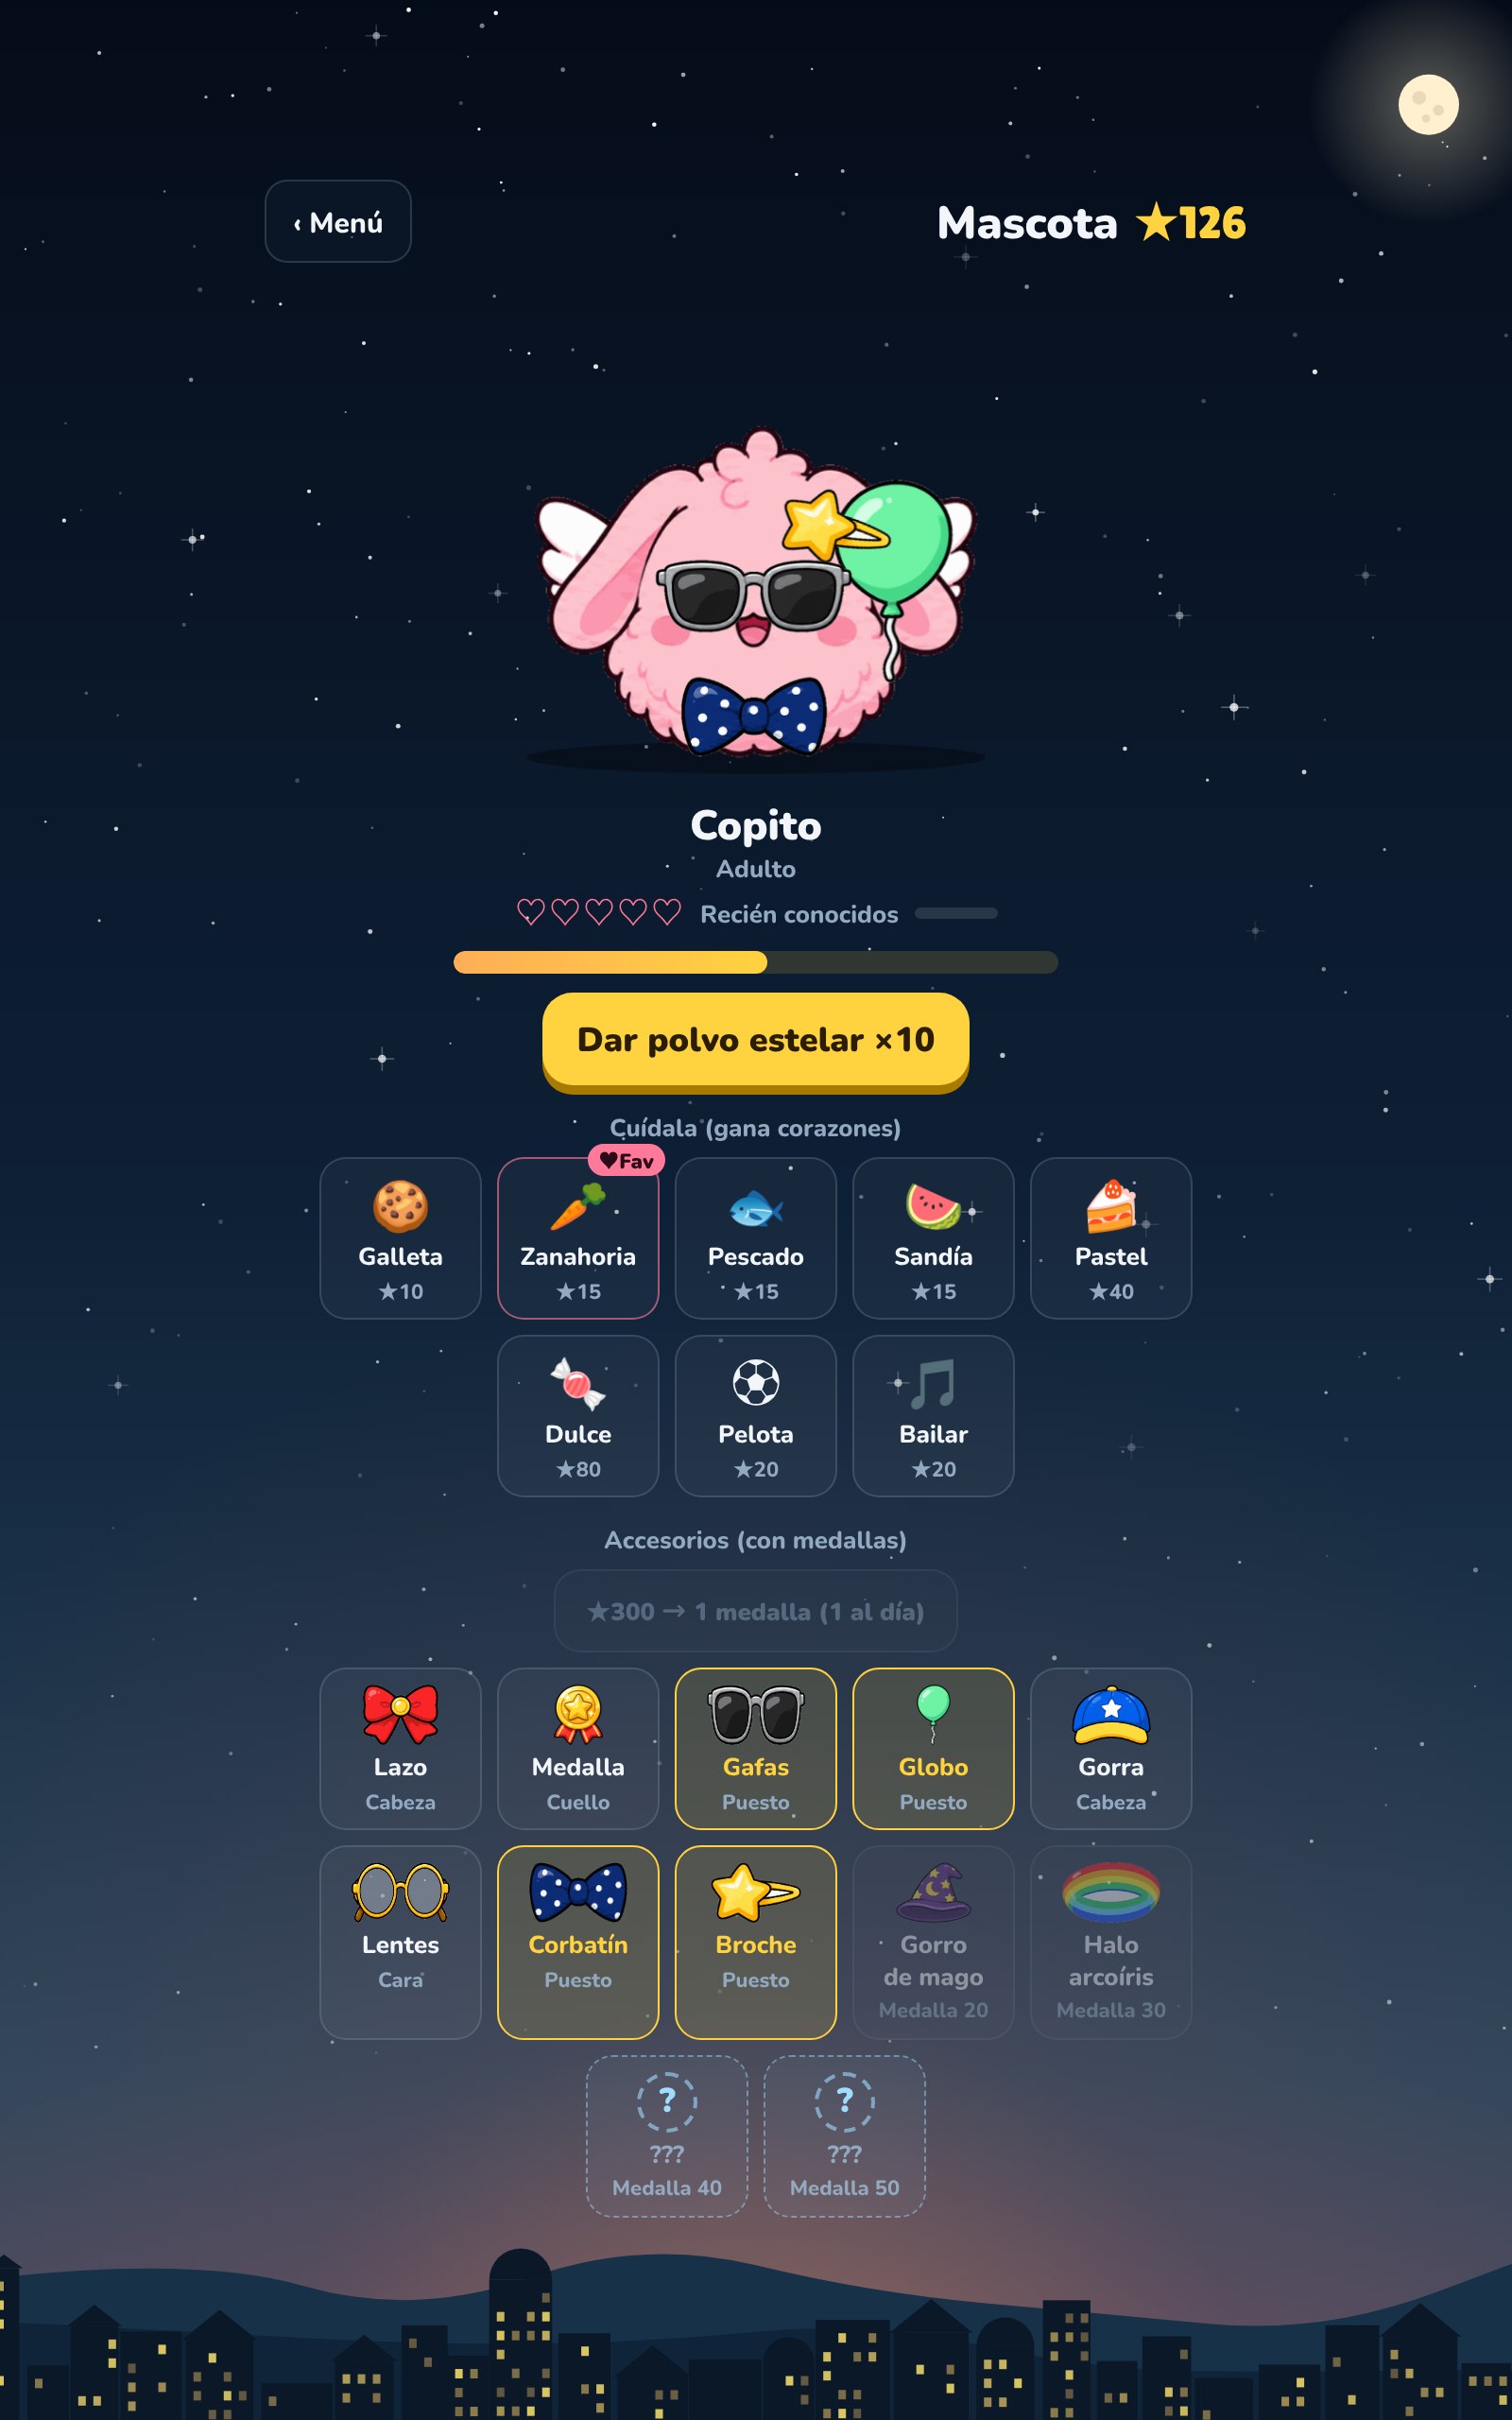 ‹ Menú
Mascota ★126
Copito
Adulto
♡♡♡♡♡ Recién conocidos
Dar polvo estelar ×10
Cuídala (gana corazones)
♥Fav
Galleta
★10
Zanahoria
★15
Pescado
★15
Sandía
★15
Pastel
★40
Dulce
★80
Pelota
★20
Bailar
★20
Accesorios (con medallas)
★300 → 1 medalla (1 al día)
Lazo
Cabeza
Medalla
Cuello
Gafas
Puesto
Globo
Puesto
Gorra
Cabeza
Lentes
Cara
Corbatín
Puesto
Broche
Puesto
Gorro
de mago
Medalla 20
Halo
arcoíris
Medalla 30
?
???
Medalla 40
?
???
Medalla 50